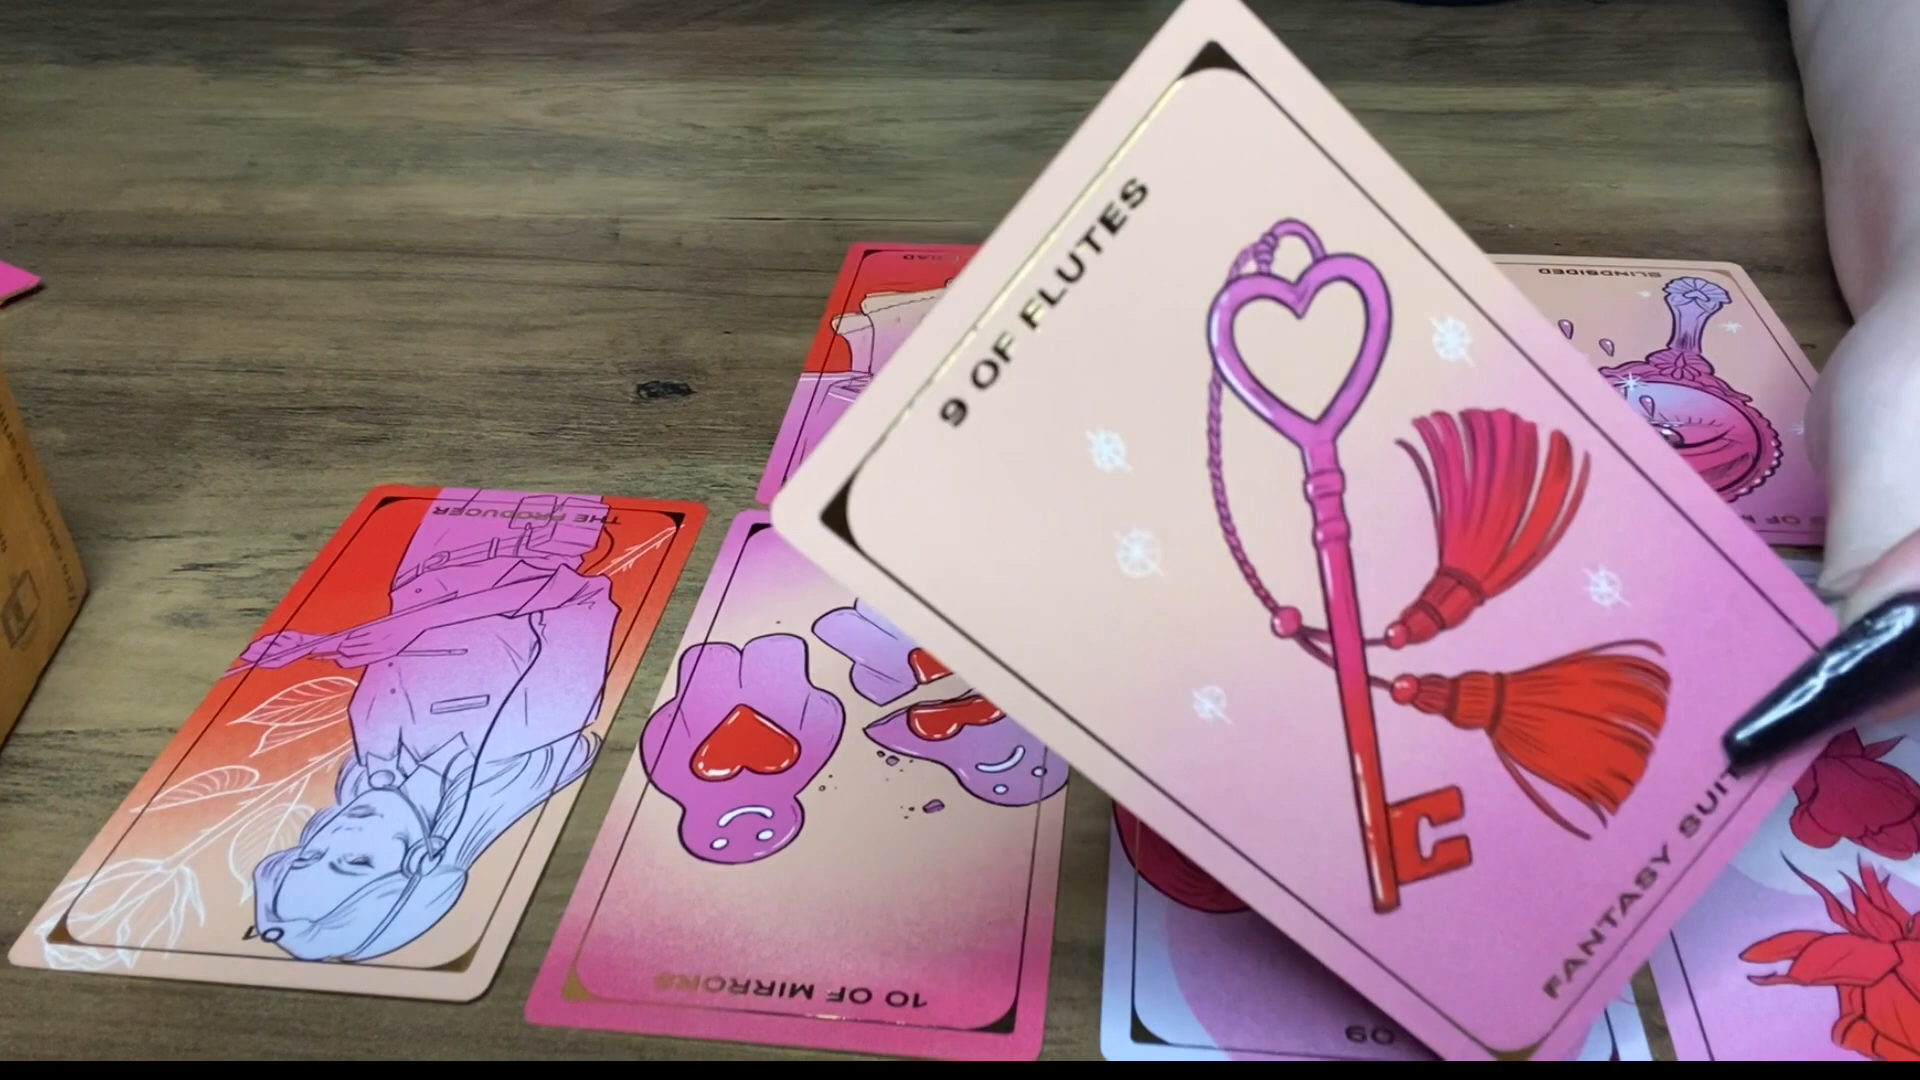 9 OF FLUTES
FANTASY SUIT
BLINDSIDED
THE PRODUCER
01
10 OF MIRRORS
09